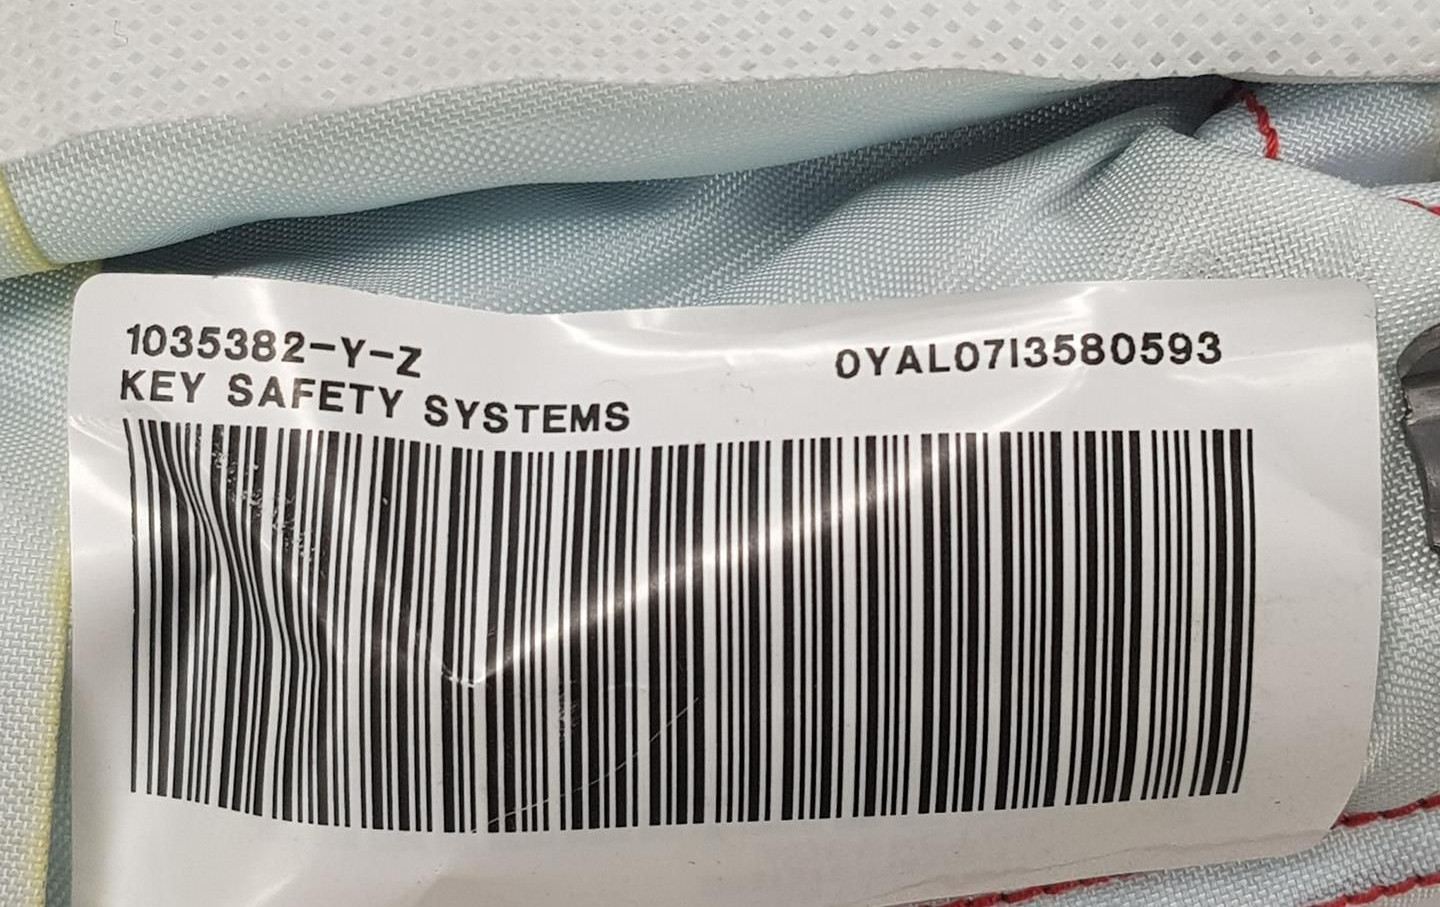 1035382-Y-Z
KEY SAFETY SYSTEMS
0YAL07I3580593